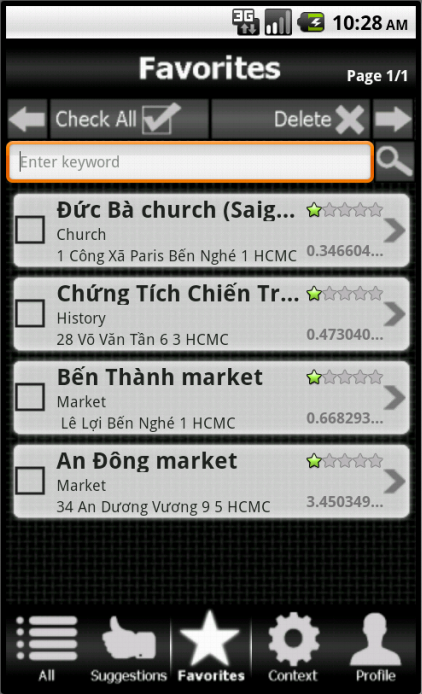 3G 10:28 AM
Favorites
Page 1/1
Check All Delete
Enter keyword
Đức Bà church (Saig...
Church
1 Công Xã Paris Bến Nghé 1 HCMC
0.346604...
Chứng Tích Chiến Tr...
History
28 Võ Văn Tần 6 3 HCMC
0.473040...
Bến Thành market
Market
Lê Lợi Bến Nghé 1 HCMC
0.668293...
An Đông market
Market
34 An Dương Vương 9 5 HCMC
3.450349...
All Suggestions Favorites Context Profile